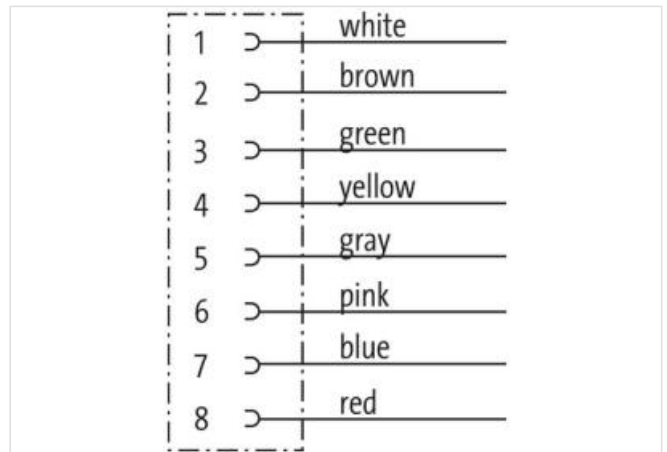 1 white
2 brown
3 green
4 yellow
5 gray
6 pink
7 blue
8 red